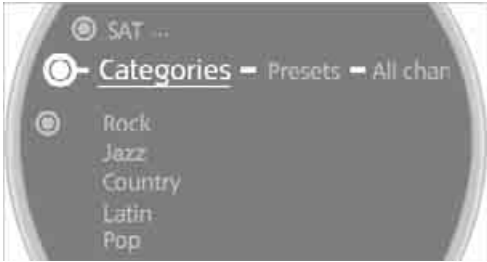 SAT ...
Categories - Presets - All chan
Rock
Jazz
Country
Latin
Pop